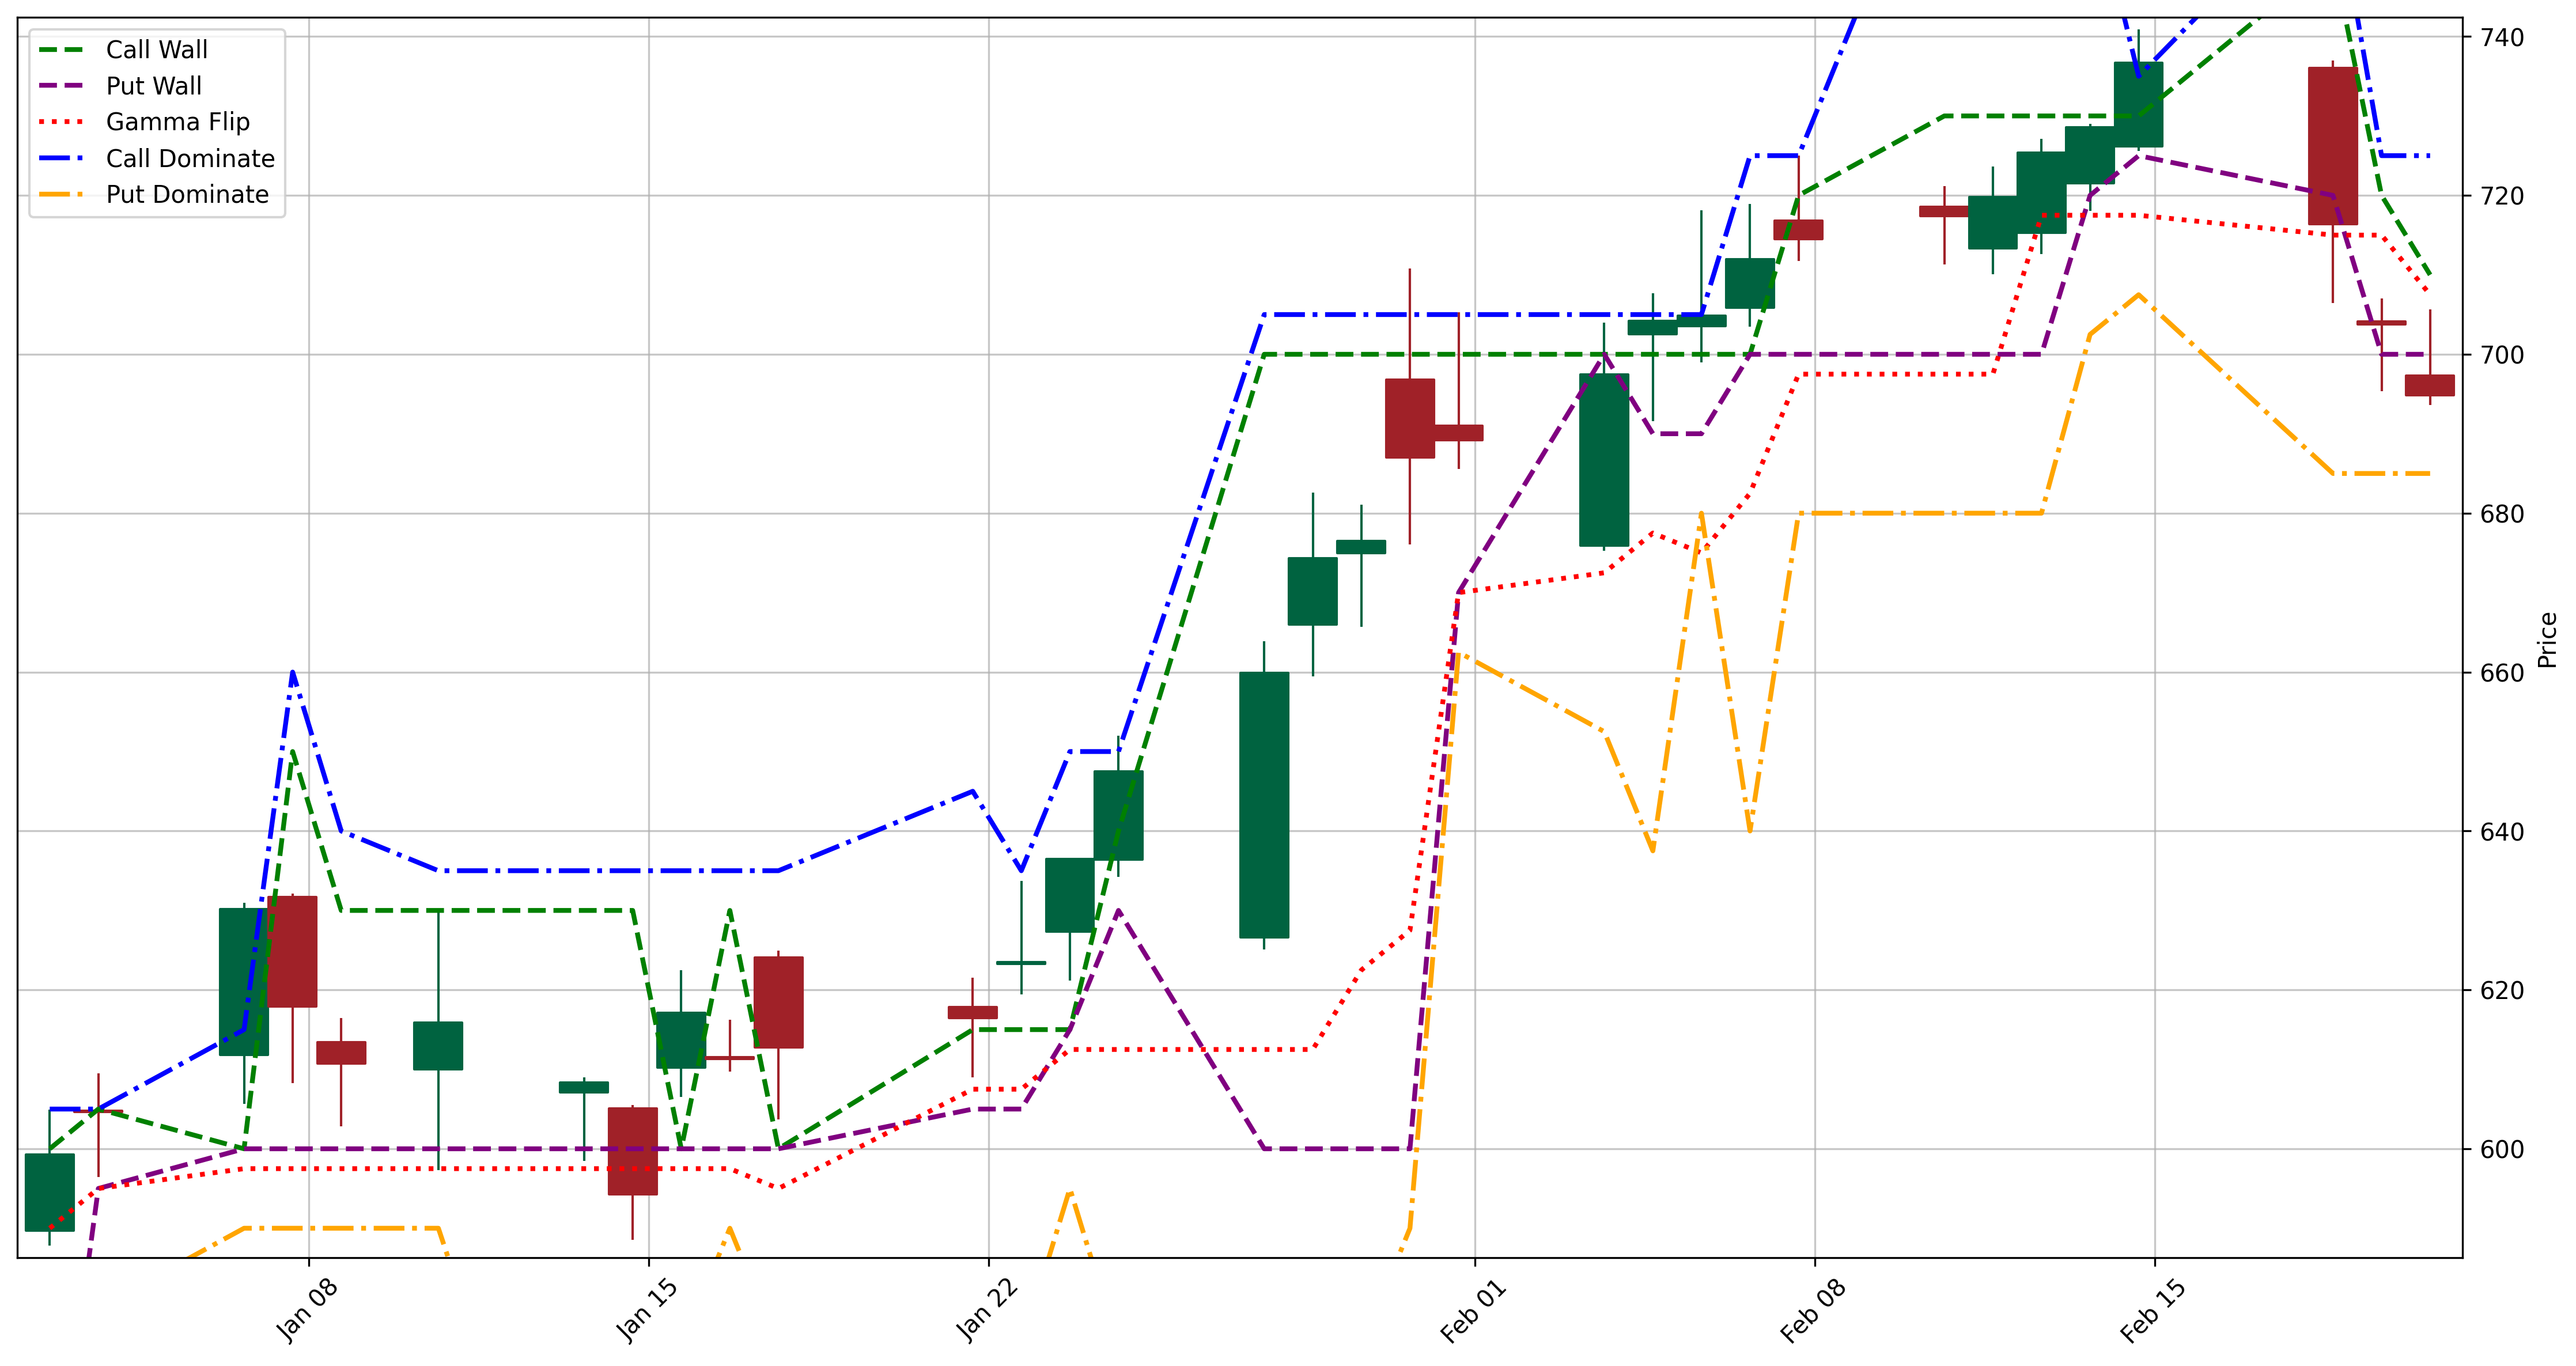 Call Wall
Put Wall
Gamma Flip
Call Dominate
Put Dominate
740
720
700
680
660
640
620
600
Price
Jan 08
Jan 15
Jan 22
Feb 01
Feb 08
Feb 15